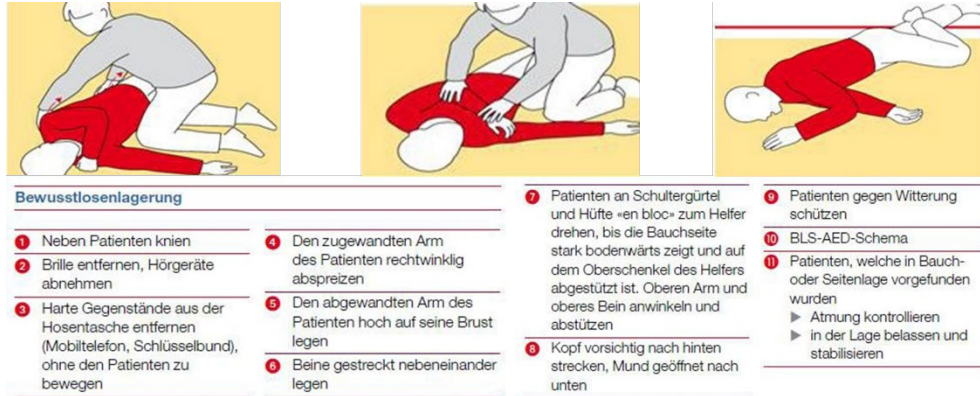 Bewusstlosenlagerung
1 Neben Patienten knien
2 Brille entfernen, Hörgeräte
abnehmen
3 Harte Gegenstände aus der
Hosentasche entfernen
(Mobiltelefon, Schlüsselbund),
ohne den Patienten zu
bewegen
4 Den zugewandten Arm
des Patienten rechtwinklig
abspreizen
5 Den abgewandten Arm des
Patienten hoch auf seine Brust
legen
6 Beine gestreckt nebeneinander
legen
7 Patienten an Schultergürtel
und Hüfte «en bloc» zum Helfer
drehen, bis die Bauchseite
stark bodenwärts zeigt und auf
dem Oberschenkel des Helfers
abgestützt ist. Oberen Arm und
oberes Bein anwinkeln und
abstützen
8 Kopf vorsichtig nach hinten
strecken, Mund geöffnet nach
unten
9 Patienten gegen Witterung
schützen
10 BLS-AED-Schema
11 Patienten, welche in Bauch-
oder Seitenlage vorgefunden
wurden
▶ Atmung kontrollieren
▶ in der Lage belassen und
stabilisieren